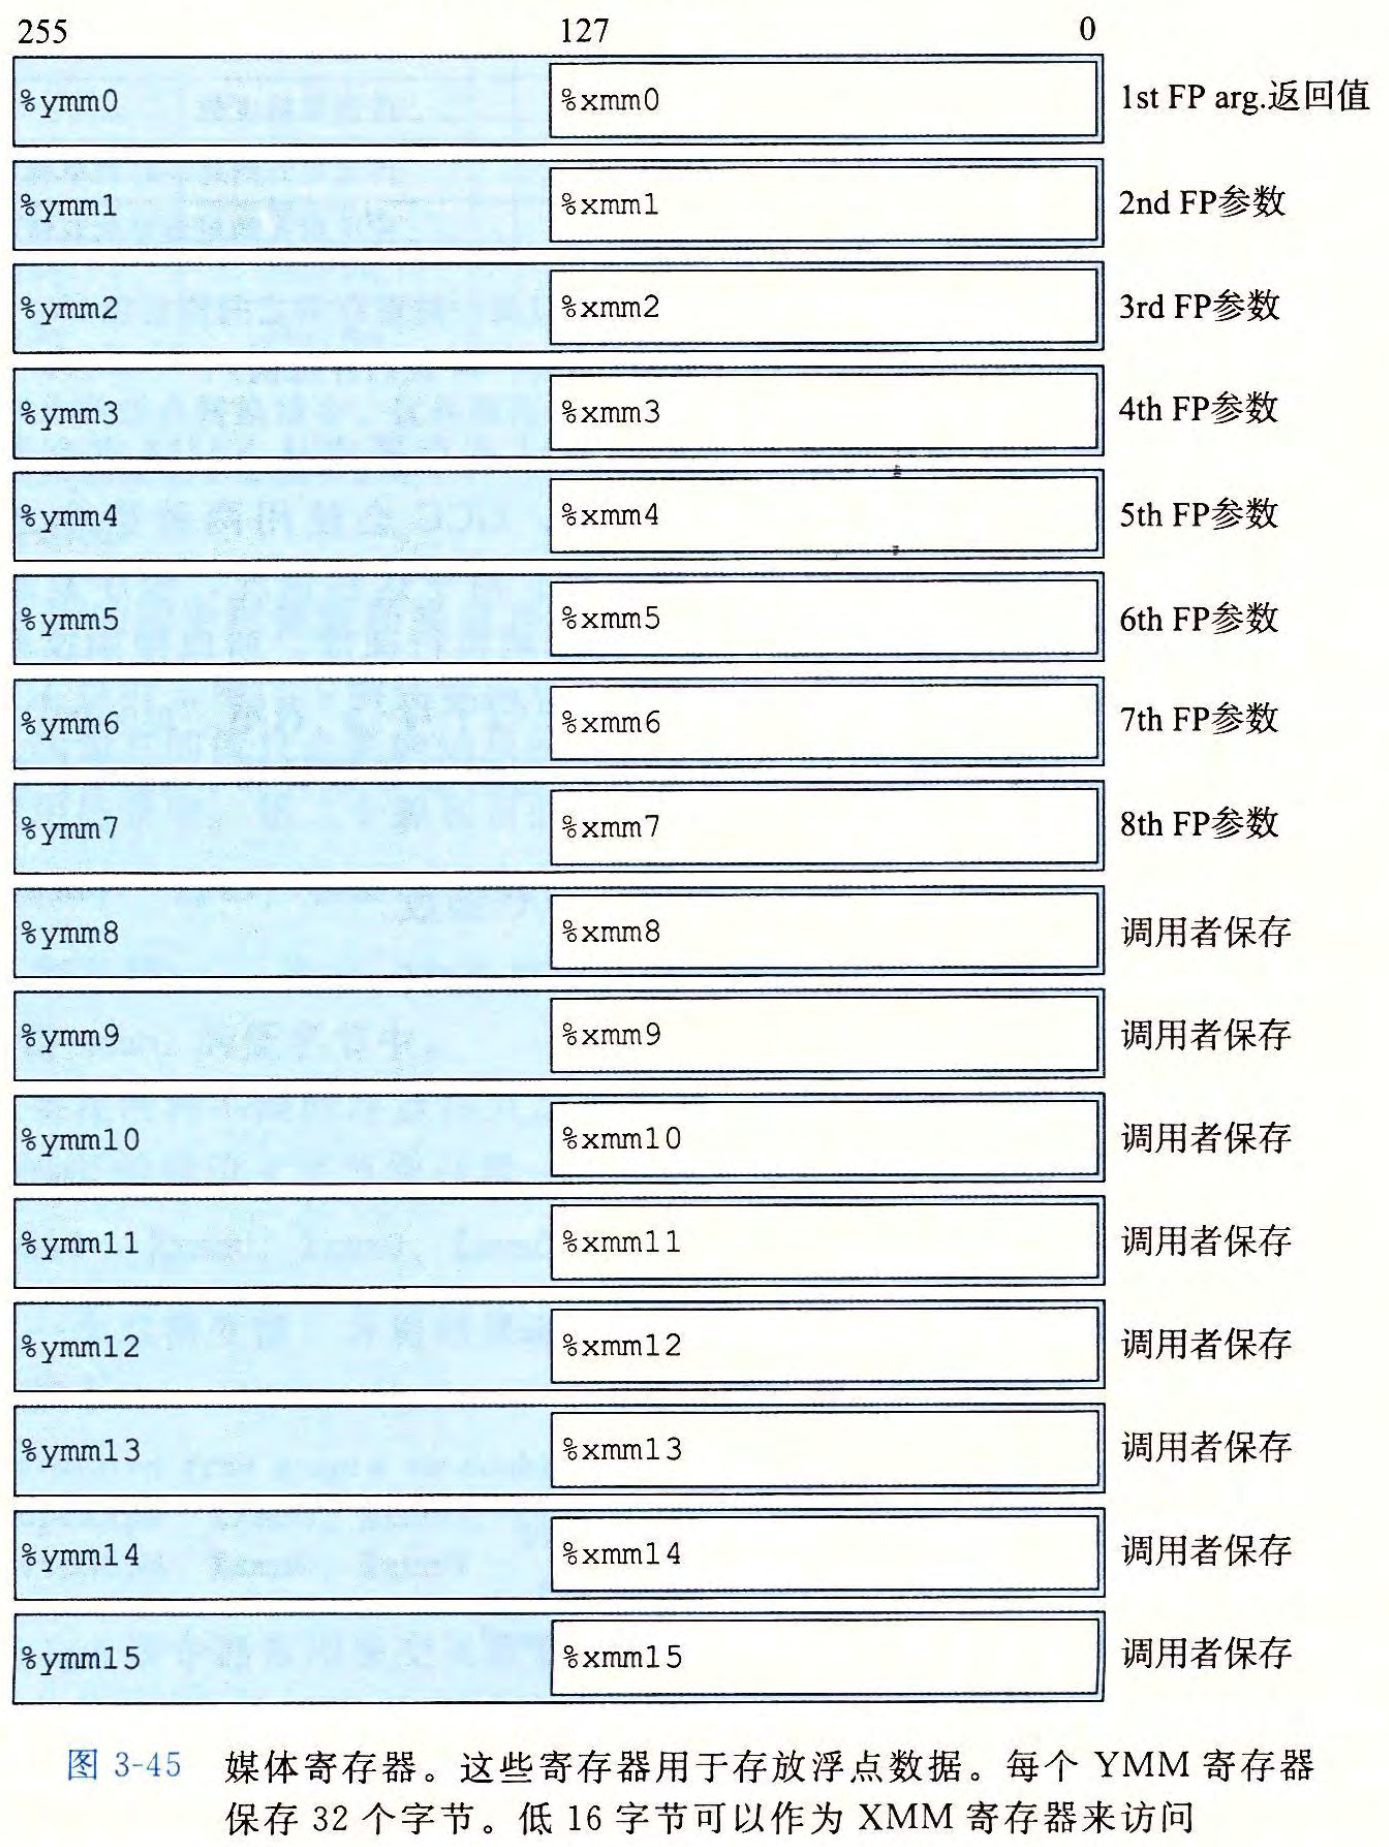 255 127 0
%ymm0 %xmm0 1st FP arg.返回值
%ymm1 %xmm1 2nd FP参数
%ymm2 %xmm2 3rd FP参数
%ymm3 %xmm3 4th FP参数
%ymm4 %xmm4 5th FP参数
%ymm5 %xmm5 6th FP参数
%ymm6 %xmm6 7th FP参数
%ymm7 %xmm7 8th FP参数
%ymm8 %xmm8 调用者保存
%ymm9 %xmm9 调用者保存
%ymm10 %xmm10 调用者保存
%ymm11 %xmm11 调用者保存
%ymm12 %xmm12 调用者保存
%ymm13 %xmm13 调用者保存
%ymm14 %xmm14 调用者保存
%ymm15 %xmm15 调用者保存
图 3-45 媒体寄存器。这些寄存器用于存放浮点数据。每个 YMM 寄存器
保存 32 个字节。低 16 字节可以作为 XMM 寄存器来访问